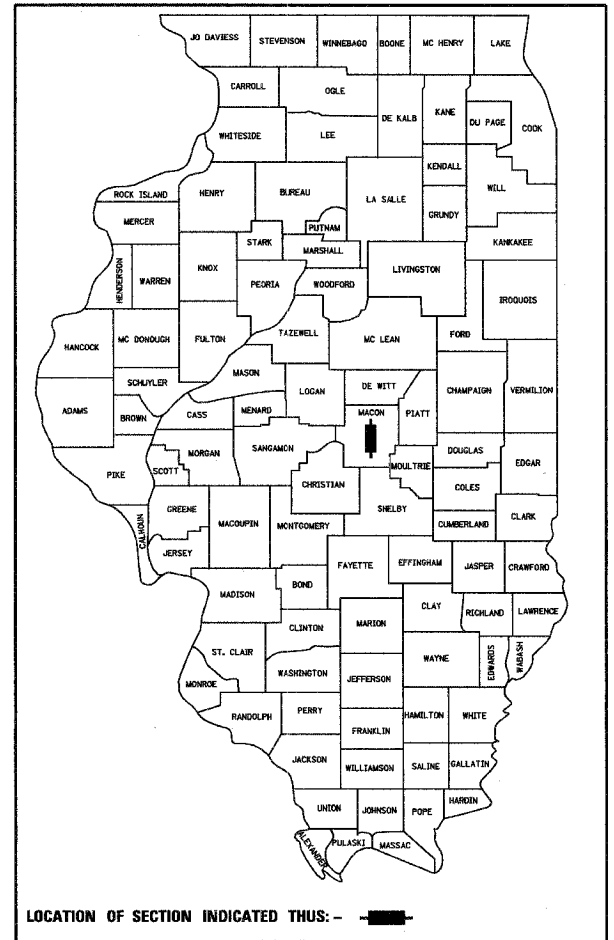 JO DAVIESS
STEVENSON
WINNEBAGO
BOONE
MC HENRY
LAKE
CARROLL
OGLE
DE KALB
KANE
DU PAGE
COOK
WHITESIDE
LEE
KENDALL
WILL
ROCK ISLAND
HENRY
BUREAU
LA SALLE
GRUNDY
MERCER
PUTNAM
STARK
MARSHALL
KANKAKEE
HENDERSON
WARREN
KNOX
PEORIA
WOODFORD
LIVINGSTON
IROQUOIS
HANCOCK
MC DONOUGH
FULTON
TAZEWELL
MC LEAN
FORD
SCHUYLER
MASON
LOGAN
DE WITT
CHAMPAIGN
VERMILION
ADAMS
BROWN
CASS
MENARD
MACON
PIATT
PIKE
SCOTT
MORGAN
SANGAMON
CHRISTIAN
MOULTRIE
DOUGLAS
EDGAR
COLES
SHELBY
CALHOUN
GREENE
MACOUPIN
MONTGOMERY
CUMBERLAND
CLARK
JERSEY
FAYETTE
EFFINGHAM
JASPER
CRAWFORD
MADISON
BOND
CLAY
RICHLAND
LAWRENCE
CLINTON
MARION
ST. CLAIR
WAYNE
EDWARDS
WABASH
WASHINGTON
JEFFERSON
MONROE
RANDOLPH
PERRY
HAMILTON
WHITE
FRANKLIN
JACKSON
WILLIAMSON
SALINE
GALLATIN
UNION
JOHNSON
POPE
HARDIN
ALEXANDER
PULASKI
MASSAC
LOCATION OF SECTION INDICATED THUS: -